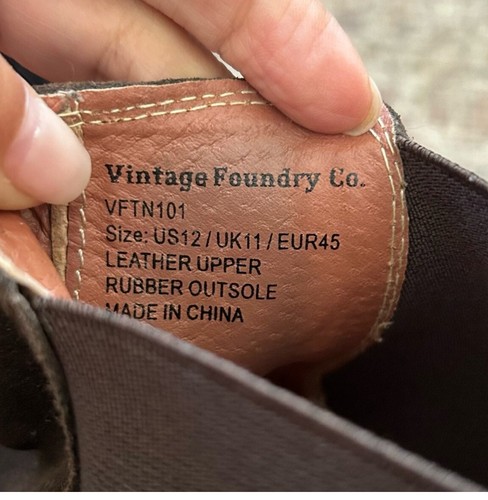 Vintage Foundry Co.
VFTN101
Size: US12 / UK11 / EUR45
LEATHER UPPER
RUBBER OUTSOLE
MADE IN CHINA